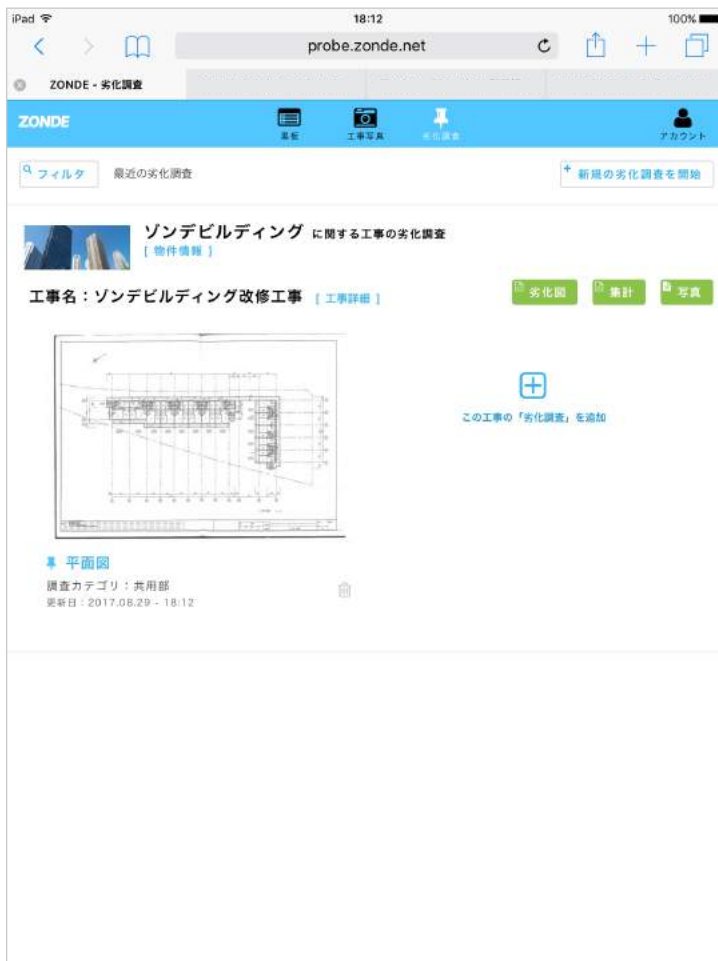 iPad 18:12 100%
probe.zonde.net
ZONDE - 劣化調査
ZONDE 黒板 工事写真 劣化調査 アカウント
フィルタ 最近の劣化調査 新規の劣化調査を開始
ゾンデビルディング に関する工事の劣化調査
[ 物件情報 ]
工事名：ゾンデビルディング改修工事 [ 工事詳細 ] 劣化図 集計 写真
この工事の「劣化調査」を追加
平面図
調査カテゴリ：共用部
更新日：2017.08.29 - 18:12